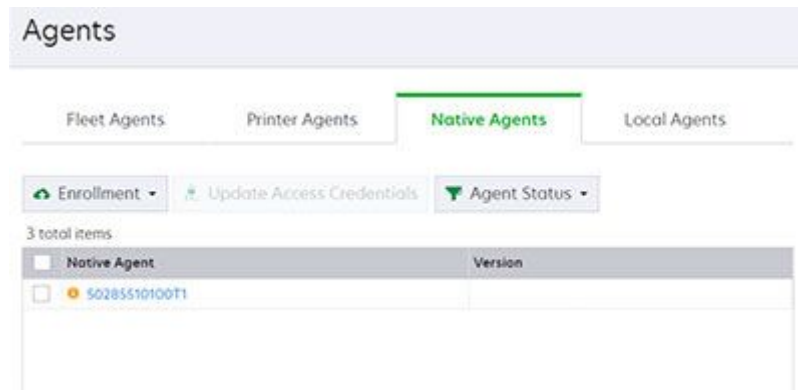 Agents
Fleet Agents Printer Agents Native Agents Local Agents
Enrollment Update Access Credentials Agent Status
3 total items
Native Agent Version
50285510100T1